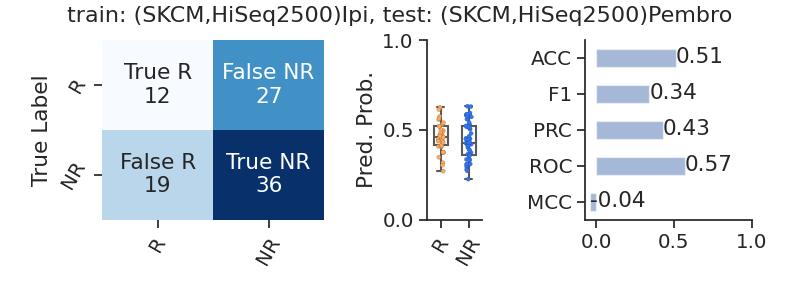 train: (SKCM,HiSeq2500)Ipi, test: (SKCM,HiSeq2500)Pembro
True Label
R
NR
True R
12
False NR
27
False R
19
True NR
36
R
NR
Pred. Prob.
1.0
0.5
0.0
R
NR
ACC
0.51
F1
0.34
PRC
0.43
ROC
0.57
MCC
-0.04
0.0
0.5
1.0